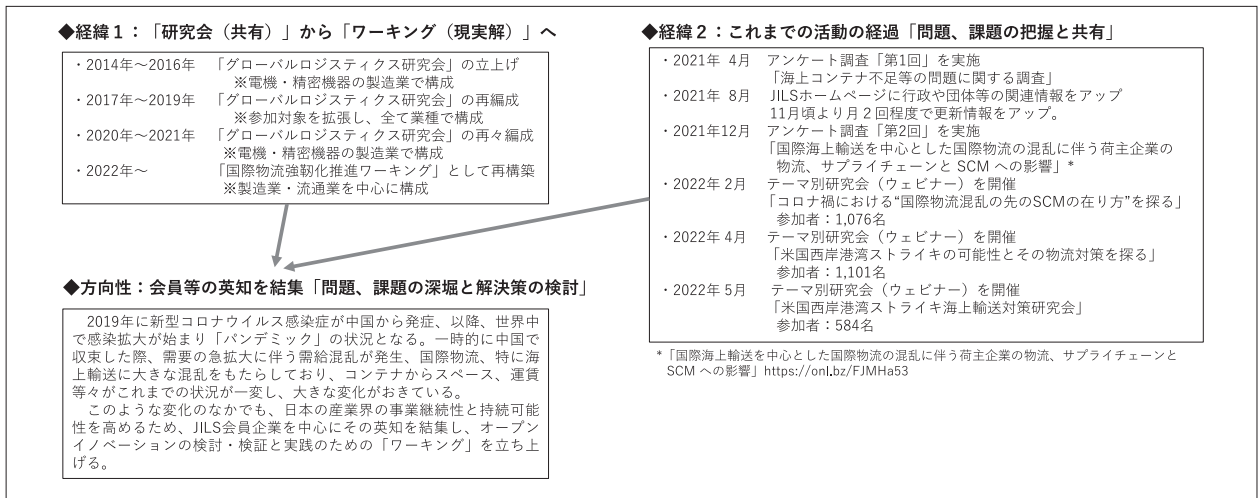 ◆経緯1:「研究会(共有)」から「ワーキング(現実解)」へ
・2014年~2016年 「グローバルロジスティクス研究会」の立上げ
※電機・精密機器の製造業で構成
・2017年~2019年 「グローバルロジスティクス研究会」の再編成
※参加対象を拡張し、全て業種で構成
・2020年~2021年 「グローバルロジスティクス研究会」の再々編成
※電機・精密機器の製造業で構成
・2022年~ 「国際物流強靭化推進ワーキング」として再構築
※製造業・流通業を中心に構成
◆経緯2:これまでの活動の経過「問題、課題の把握と共有」
・2021年 4月 アンケート調査「第1回」を実施
「海上コンテナ不足等の問題に関する調査」
・2021年 8月 JILSホームページに行政や団体等の関連情報をアップ
11月頃より月2回程度で更新情報をアップ。
・2021年12月 アンケート調査「第2回」を実施
「国際海上輸送を中心とした国際物流の混乱に伴う荷主企業の
物流、サプライチェーンと SCM への影響」*
・2022年 2月 テーマ別研究会(ウェビナー)を開催
「コロナ禍における“国際物流混乱の先のSCMの在り方”を探る」
参加者:1,076名
・2022年 4月 テーマ別研究会(ウェビナー)を開催
「米国西岸港湾ストライキの可能性とその物流対策を探る」
参加者:1,101名
・2022年 5月 テーマ別研究会(ウェビナー)を開催
「米国西岸港湾ストライキ海上輸送対策研究会」
参加者:584名
*「国際海上輸送を中心とした国際物流の混乱に伴う荷主企業の物流、サプライチェーンと
SCM への影響」https://onl.bz/FJMHa53
◆方向性:会員等の英知を結集「問題、課題の深堀と解決策の検討」
2019年に新型コロナウイルス感染症が中国から発症、以降、世界中
で感染拡大が始まり「パンデミック」の状況となる。一時的に中国で
収束した際、需要の急拡大に伴う需給混乱が発生、国際物流、特に海
上輸送に大きな混乱をもたらしており、コンテナからスペース、運賃
等々がこれまでの状況が一変し、大きな変化がおきている。
このような変化のなかでも、日本の産業界の事業継続性と持続可能
性を高めるため、JILS会員企業を中心にその英知を結集し、オープン
イノベーションの検討・検証と実践のための「ワーキング」を立ち上
げる。